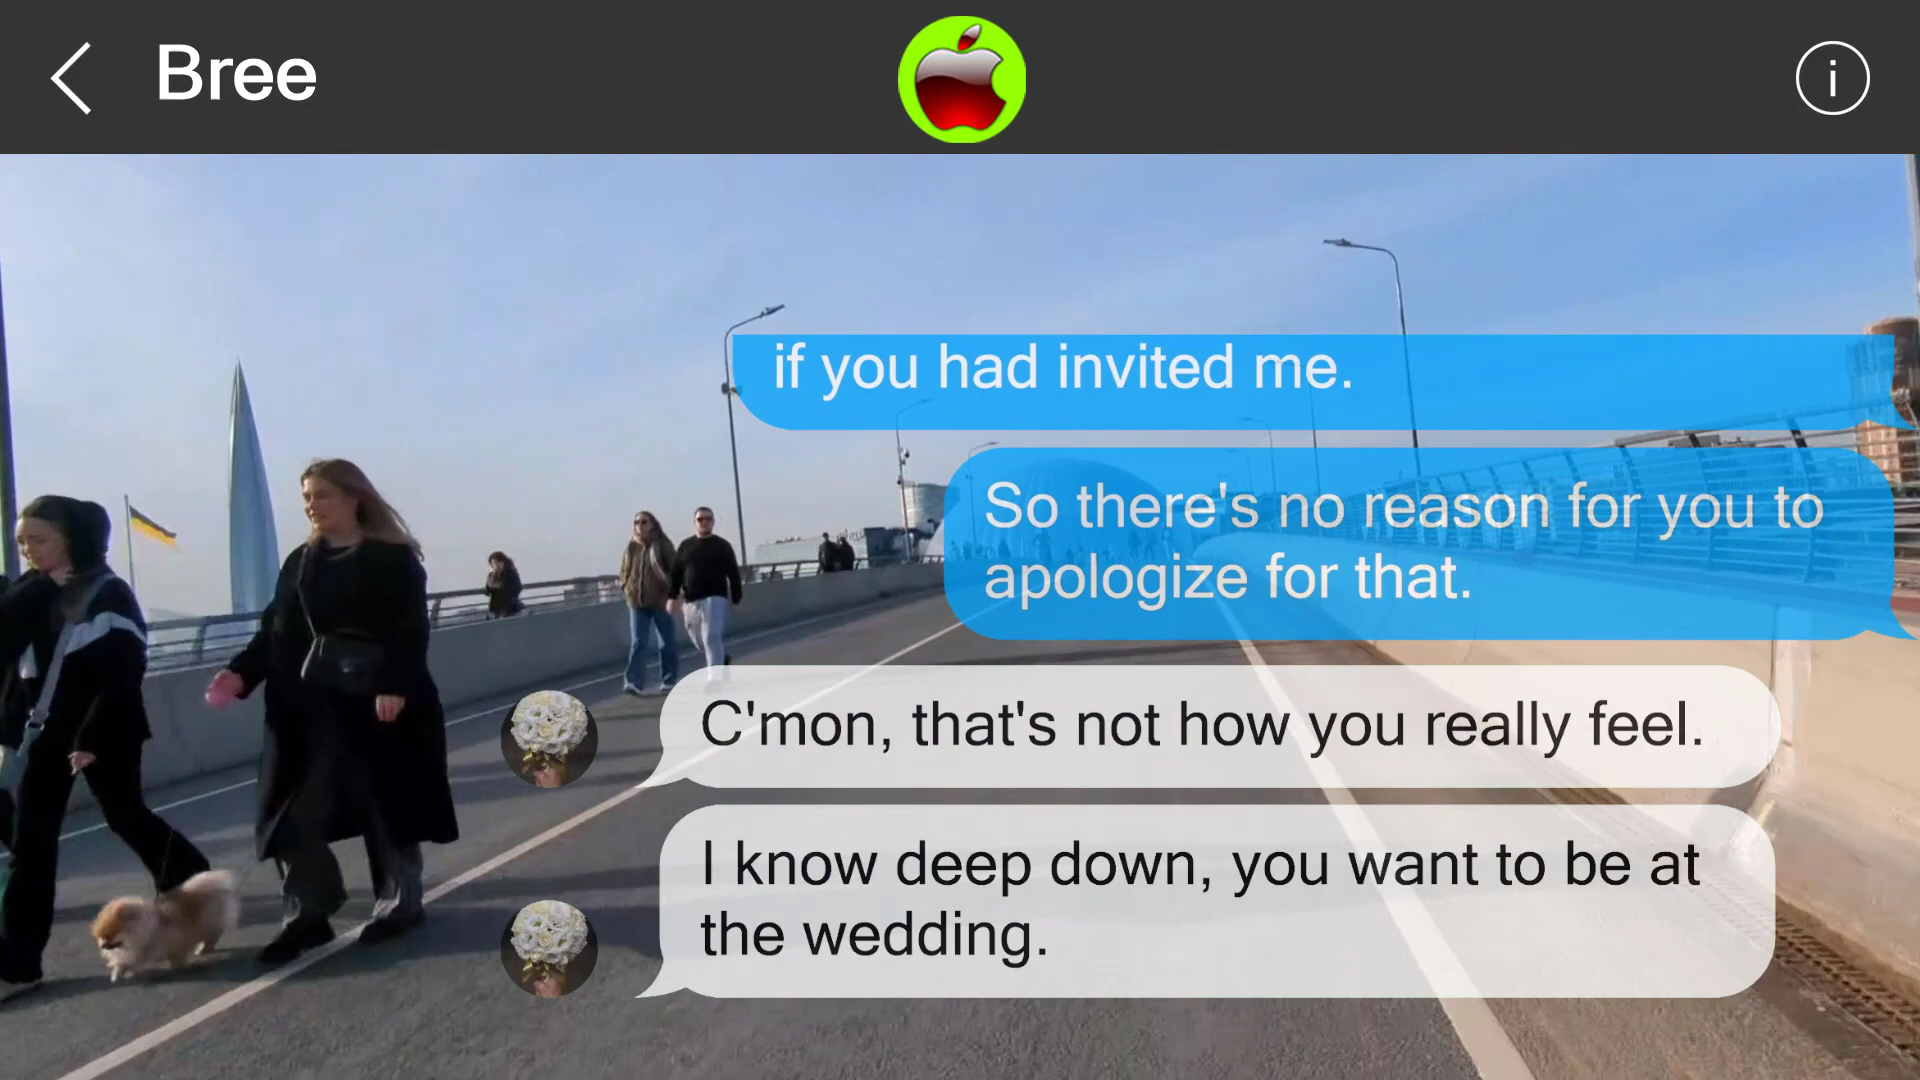 Bree
if you had invited me.
So there's no reason for you to
apologize for that.
C'mon, that's not how you really feel.
I know deep down, you want to be at
the wedding.